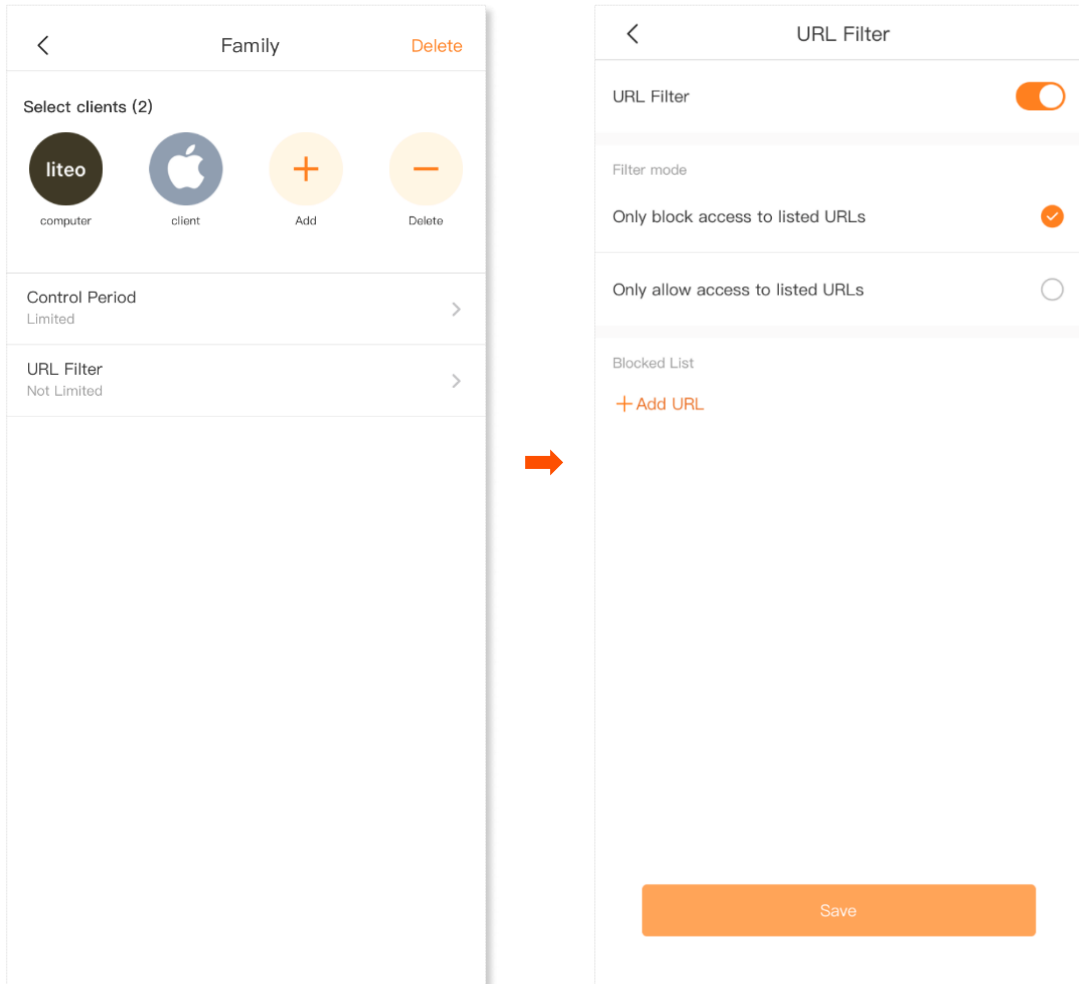 Family
Delete
Select clients (2)
liteo
computer
client
Add
Delete
Control Period
Limited
URL Filter
Not Limited
URL Filter
URL Filter
Filter mode
Only block access to listed URLs
Only allow access to listed URLs
Blocked List
+ Add URL
Save